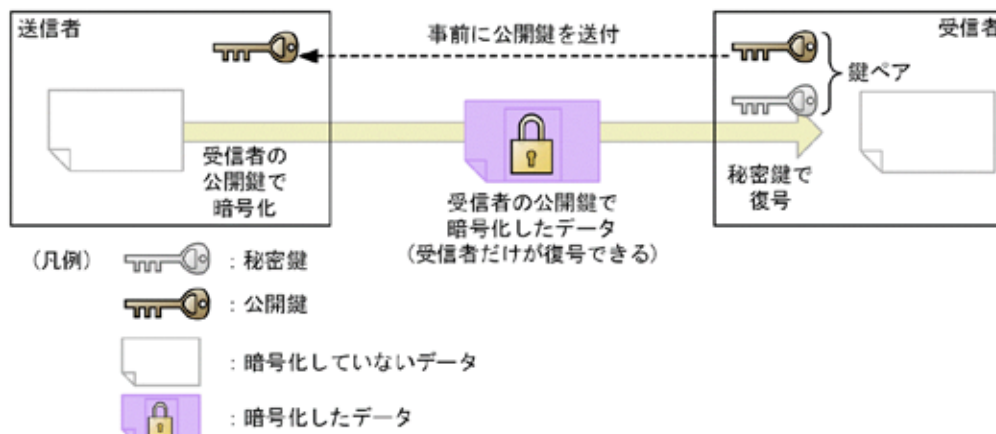 送信者
事前に公開鍵を送付
受信者
鍵ペア
受信者の
公開鍵で
暗号化
受信者の公開鍵で
暗号化したデータ
(受信者だけが復号できる)
秘密鍵で
復号
(凡例)
:秘密鍵
:公開鍵
:暗号化していないデータ
:暗号化したデータ